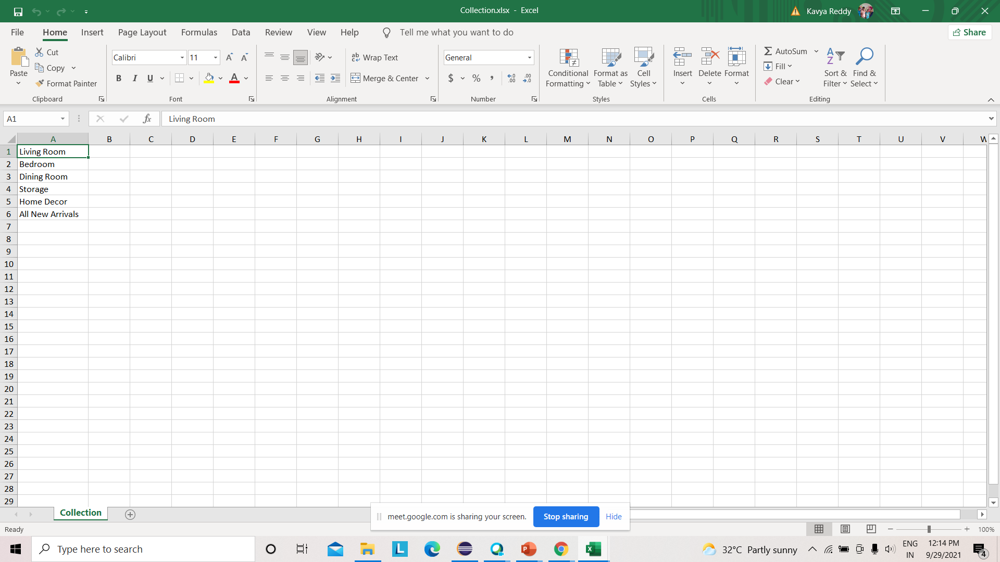 Collection.xlsx - Excel
Kavya Reddy
File Home Insert Page Layout Formulas Data Review View Help Tell me what you want to do
Share
Paste
Cut
Copy
Format Painter
Clipboard
Calibri 11
B I U A
Font
Wrap Text
Merge & Center
Alignment
General
$ % ,
Number
Conditional Formatting
Format as Table
Cell Styles
Styles
Insert
Delete
Format
Cells
AutoSum
Fill
Clear
Sort & Filter
Find & Select
Editing
A1 fx Living Room
A B C D E F G H I J K L M N O P Q R S T U V W
1 Living Room
2 Bedroom
3 Dining Room
4 Storage
5 Home Decor
6 All New Arrivals
7
8
9
10
11
12
13
14
15
16
17
18
19
20
21
22
23
24
25
26
27
28
29
Collection
meet.google.com is sharing your screen. Stop sharing Hide
Ready
100%
Type here to search
32°C Partly sunny
ENG IN
12:14 PM
9/29/2021
4